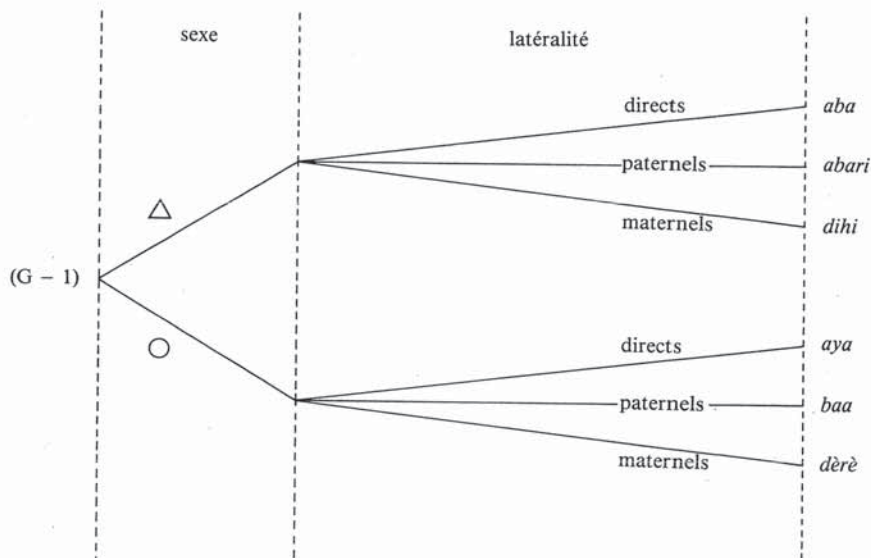 sexe
latéralité
directs aba
paternels abari
maternels dihi
(G – 1)
directs aya
paternels baa
maternels dèrè